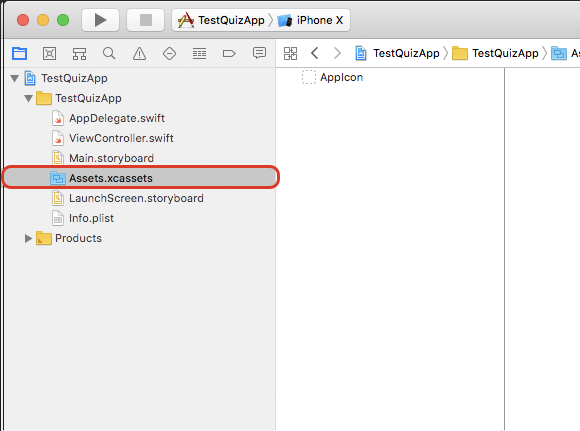 TestQuizApp iPhone X
TestQuizApp TestQuizApp As
TestQuizApp
TestQuizApp
AppDelegate.swift
ViewController.swift
Main.storyboard
Assets.xcassets
LaunchScreen.storyboard
Info.plist
Products
AppIcon